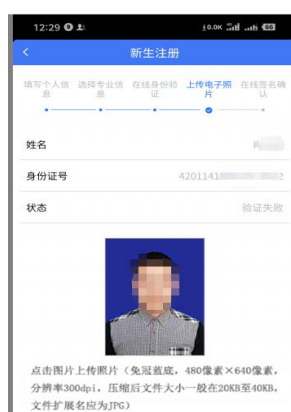 12:29
0.0K 66
新生注册
填写个人信 选择专业信 在线身份验 上传电子照 在线签名确
息 息 证 片 认
姓名
身份证号 4201141
状态 验证失败
点击图片上传照片（免冠蓝底，480像素×640像素，
分辨率300dpi，压缩后文件大小一般在20KB至40KB，
文件扩展名应为JPG）